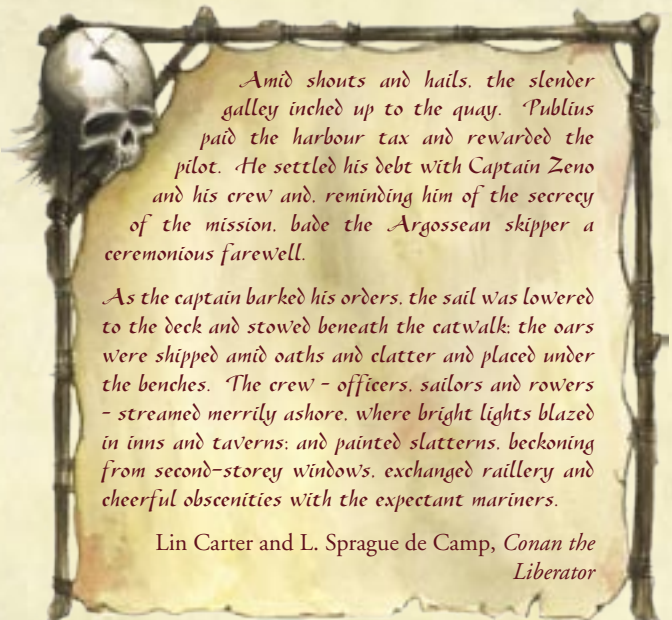 Amid shouts and hails, the slender
galley inched up to the quay. Publius
paid the harbour tax and rewarded the
pilot. He settled his debt with Captain Zeno
and his crew and, reminding him of the secrecy
of the mission, bade the Argossean skipper a
ceremonious farewell.
As the captain barked his orders, the sail was lowered
to the deck and stowed beneath the catwalk; the oars
were shipped amid oaths and clatter and placed under
the benches. The crew – officers, sailors and rowers
– streamed merrily ashore, where bright lights blazed
in inns and taverns; and painted slatterns, beckoning
from second-storey windows, exchanged raillery and
cheerful obscenities with the expectant mariners.
Lin Carter and L. Sprague de Camp, Conan the
Liberator